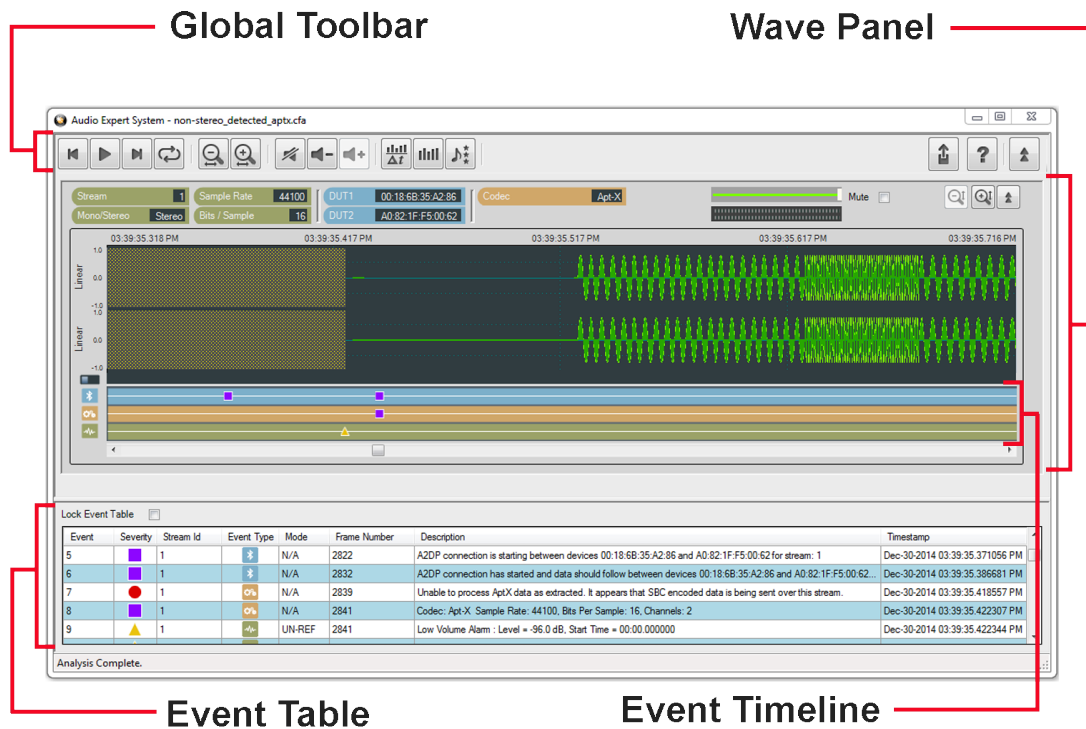 Global Toolbar
Wave Panel
Audio Expert System - non-stereo_detected_aptx.cfa
Δt
?
Stream 1 Sample Rate 44100 DUT1 00:18:6B:35:A2:86 Codec Apt-X Mute
Mono/Stereo Stereo Bits / Sample 16 DUT2 A0:82:1F:F5:00:62
03:39:35.318 PM 03:39:35.417 PM 03:39:35.517 PM 03:39:35.617 PM 03:39:35.716 PM
1.0
Linear 0.0
-1.0
1.0
Linear 0.0
-1.0
Lock Event Table
Event Severity Stream Id Event Type Mode Frame Number Description Timestamp
5 1 N/A 2822 A2DP connection is starting between devices 00:18:6B:35:A2:86 and A0:82:1F:F5:00:62 for stream: 1 Dec-30-2014 03:39:35.371056 PM
6 1 N/A 2832 A2DP connection has started and data should follow between devices 00:18:6B:35:A2:86 and A0:82:1F:F5:00:62... Dec-30-2014 03:39:35.386681 PM
7 1 N/A 2839 Unable to process AptX data as extracted. It appears that SBC encoded data is being sent over this stream. Dec-30-2014 03:39:35.418557 PM
8 1 N/A 2841 Codec: Apt-X Sample Rate: 44100, Bits Per Sample: 16, Channels: 2 Dec-30-2014 03:39:35.422307 PM
9 1 UN-REF 2841 Low Volume Alarm : Level = -96.0 dB, Start Time = 00:00.000000 Dec-30-2014 03:39:35.422344 PM
Analysis Complete.
Event Table
Event Timeline